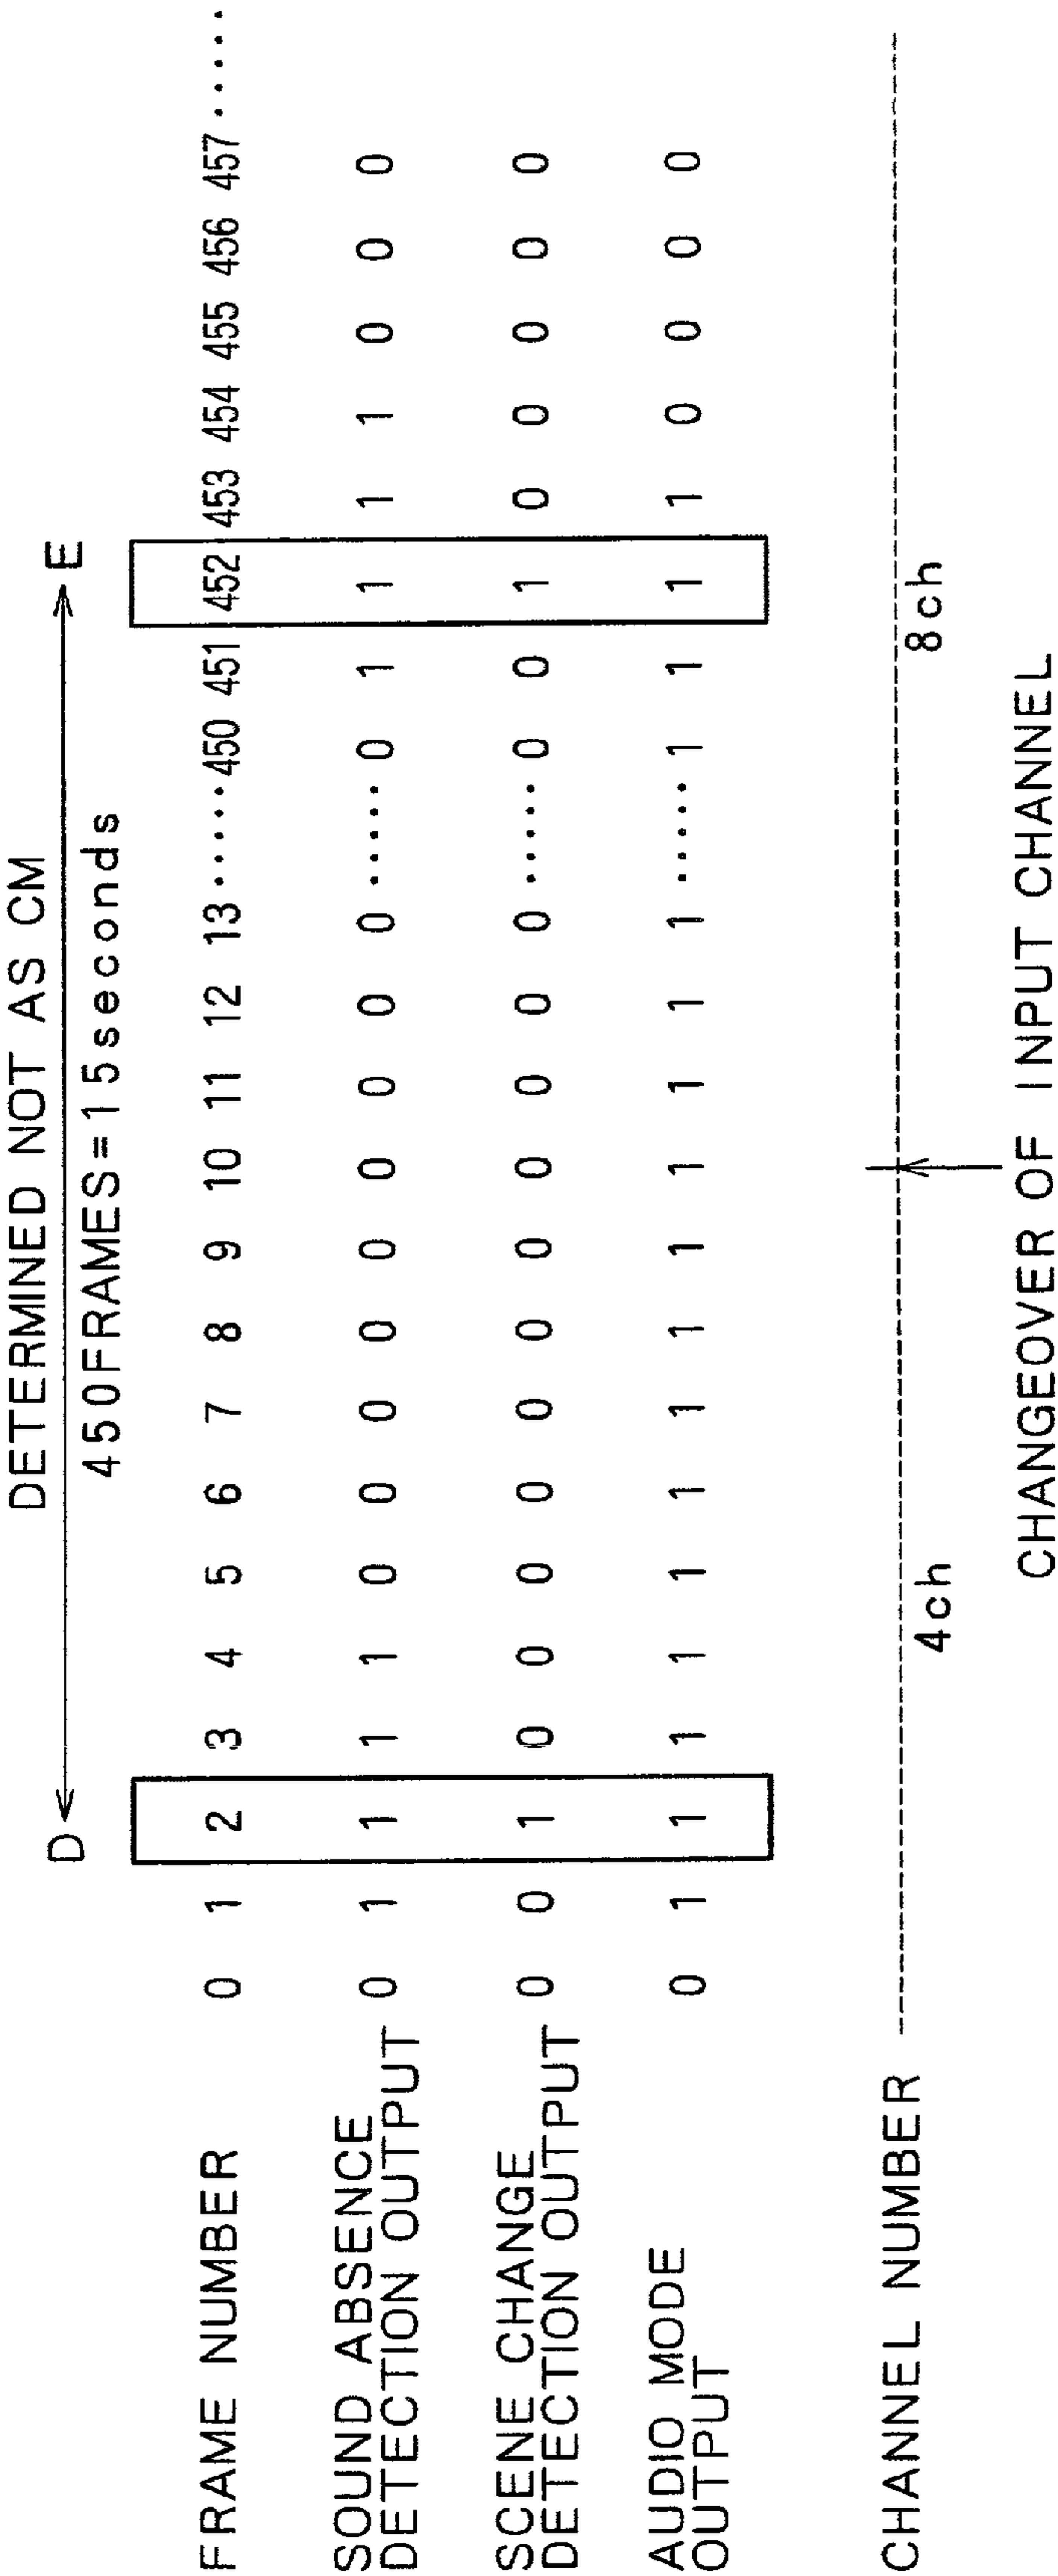 DETERMINED NOT AS CM
D E
450FRAMES=15seconds
FRAME NUMBER 0 1 2 3 4 5 6 7 8 9 10 11 12 13 ······ 450 451 452 453 454 455 456 457 ·····
SOUND ABSENCE
DETECTION OUTPUT 0 1 1 1 1 0 0 0 0 0 0 0 0 0 ····· 0 1 1 1 1 0 0 0
SCENE CHANGE
DETECTION OUTPUT 0 0 1 0 0 0 0 0 0 0 0 0 0 0 ····· 0 0 1 0 0 0 0 0
AUDIO MODE
OUTPUT 0 1 1 1 1 1 1 1 1 1 1 1 1 1 ····· 1 1 1 1 0 0 0 0
CHANNEL NUMBER
4ch 8ch
CHANGEOVER OF INPUT CHANNEL